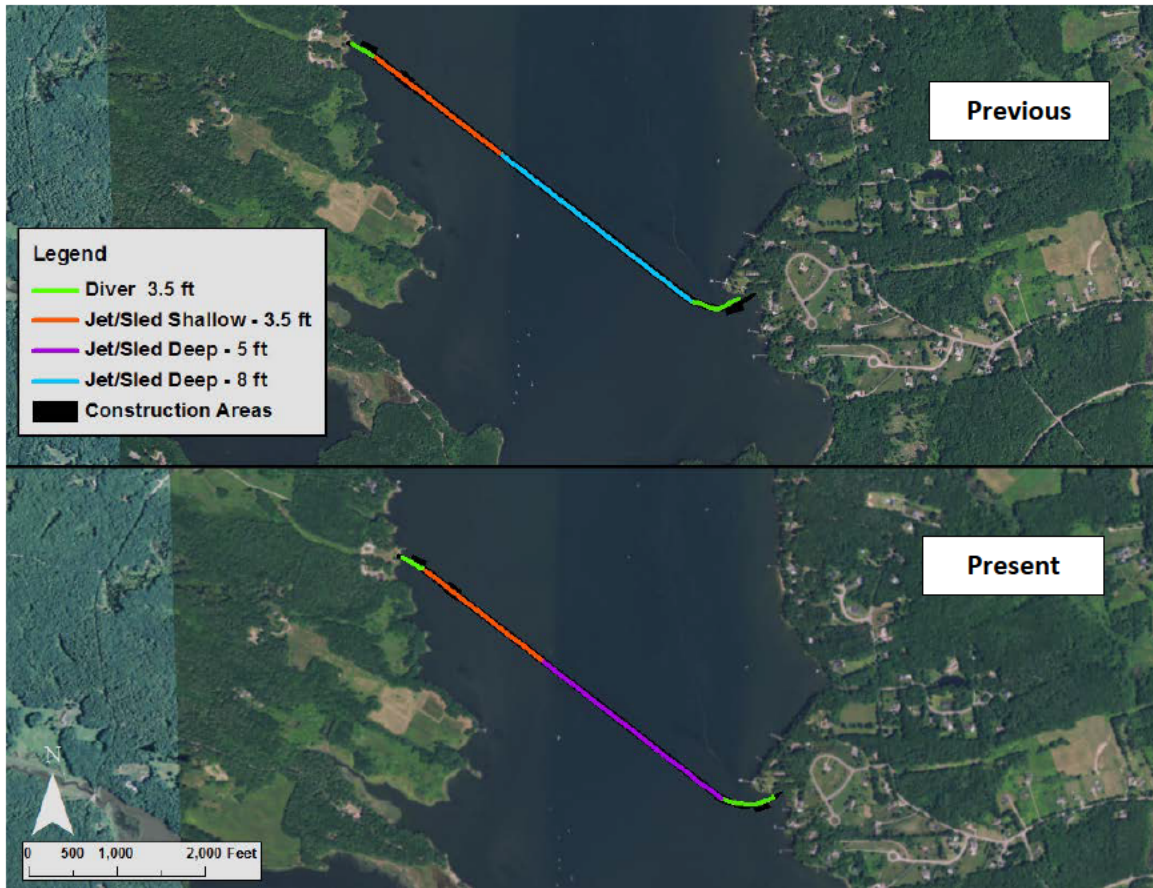 Previous
Legend
Diver 3.5 ft
Jet/Sled Shallow - 3.5 ft
Jet/Sled Deep - 5 ft
Jet/Sled Deep - 8 ft
Construction Areas
Present
N
0 500 1,000 2,000 Feet